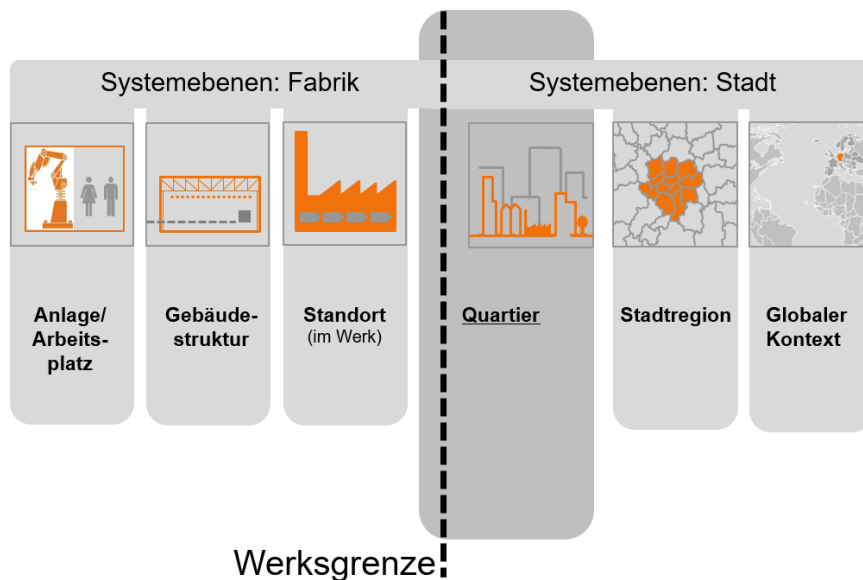 Systemebenen: Fabrik
Systemebenen: Stadt
Anlage/
Arbeits-
platz
Gebäude-
struktur
Standort
(im Werk)
Quartier
Stadtregion
Globaler
Kontext
Werksgrenze